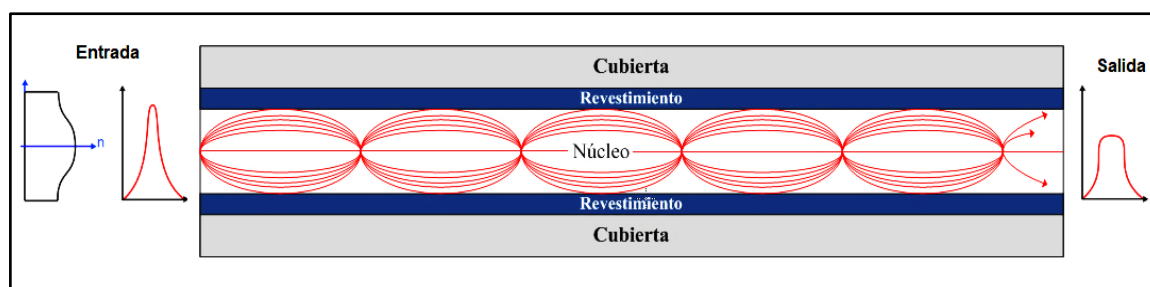 Entrada
n
Cubierta
Revestimiento
Núcleo
Revestimiento
Cubierta
Salida